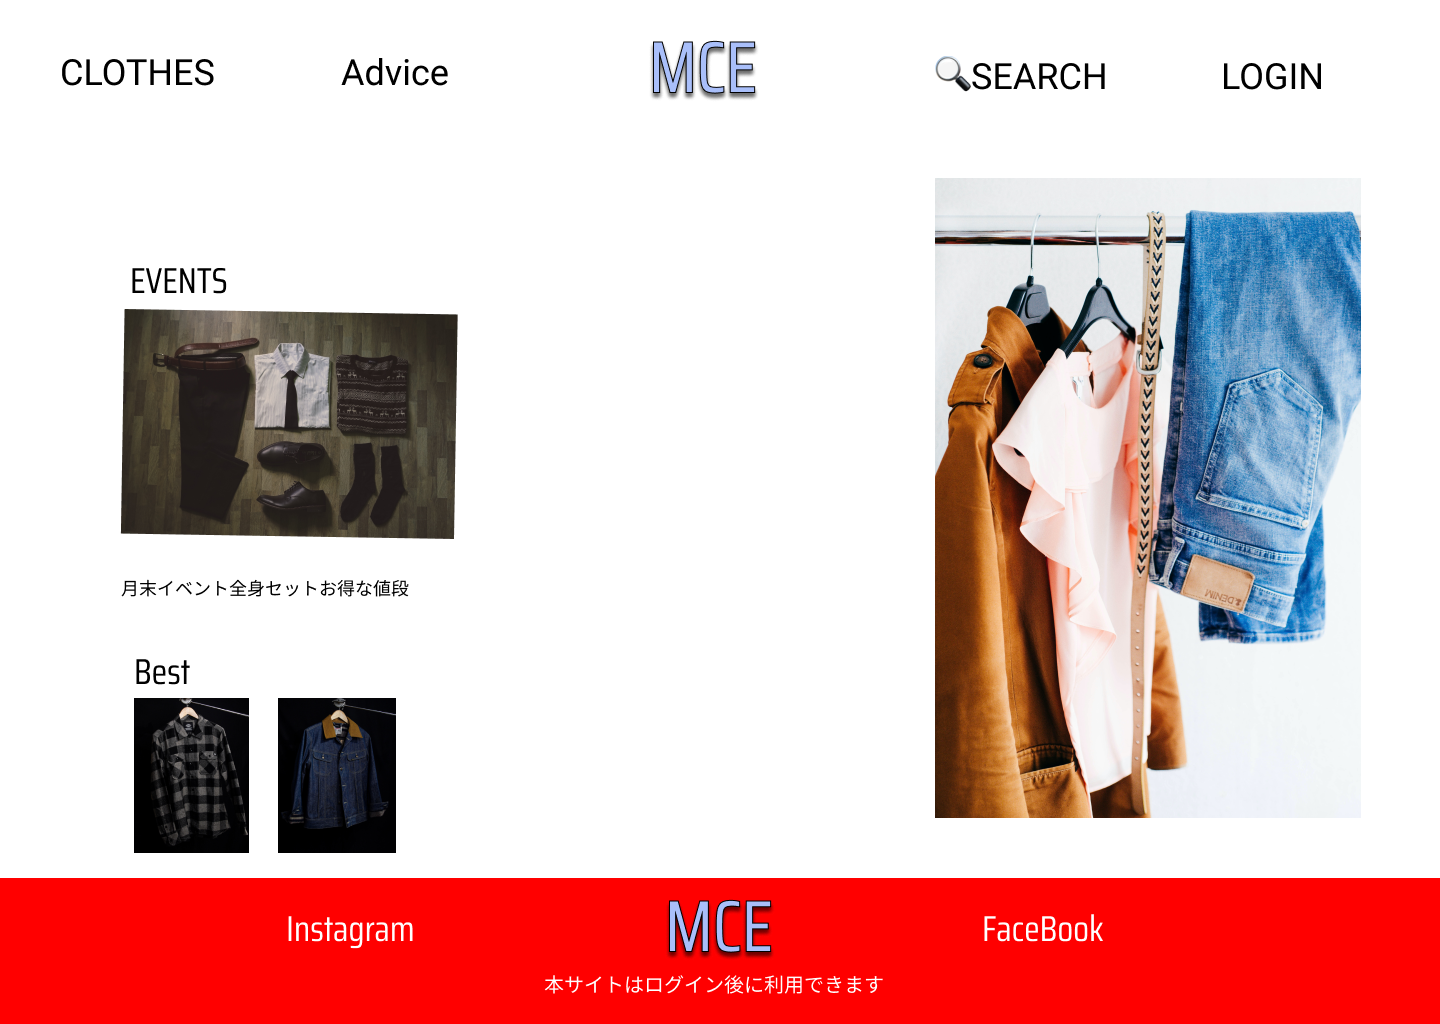 CLOTHES
Advice
MCE
SEARCH
LOGIN
EVENTS
月末イベント全身セットお得な値段
Best
DENIM
Instagram
MCE
FaceBook
本サイトはログイン後に利用できます